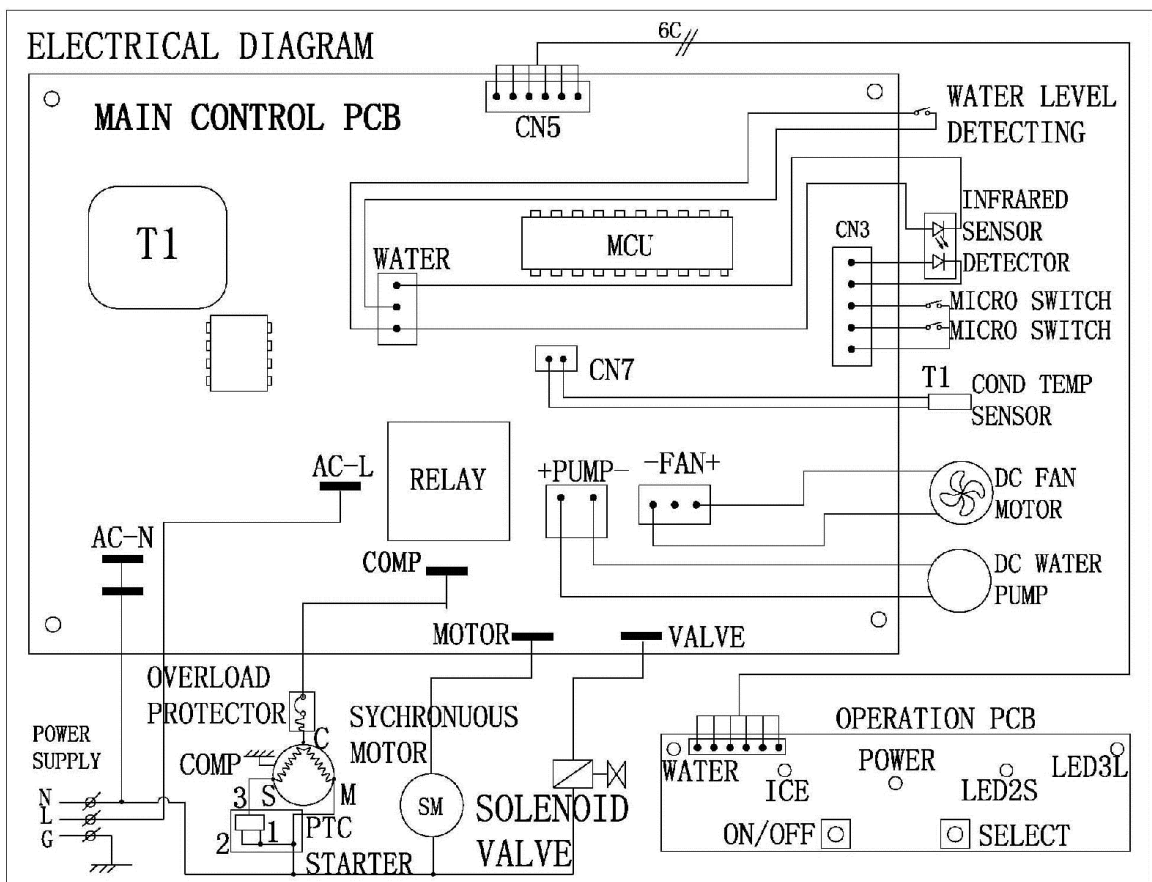 ELECTRICAL DIAGRAM
6C
MAIN CONTROL PCB
CN5
WATER LEVEL
DETECTING
T1
MCU
WATER
CN3
INFRARED
SENSOR
DETECTOR
MICRO SWITCH
MICRO SWITCH
CN7
T1
COND TEMP
SENSOR
AC-L
RELAY
+PUMP-
-FAN+
DC FAN
MOTOR
AC-N
COMP
DC WATER
PUMP
MOTOR
VALVE
OVERLOAD
PROTECTOR
SYCHRONUOUS
MOTOR
OPERATION PCB
POWER
SUPPLY
C
COMP
S
M
3
N
L
G
2
1
PTC
STARTER
SM
SOLENOID
VALVE
WATER
ICE
POWER
LED2S
LED3L
ON/OFF
SELECT